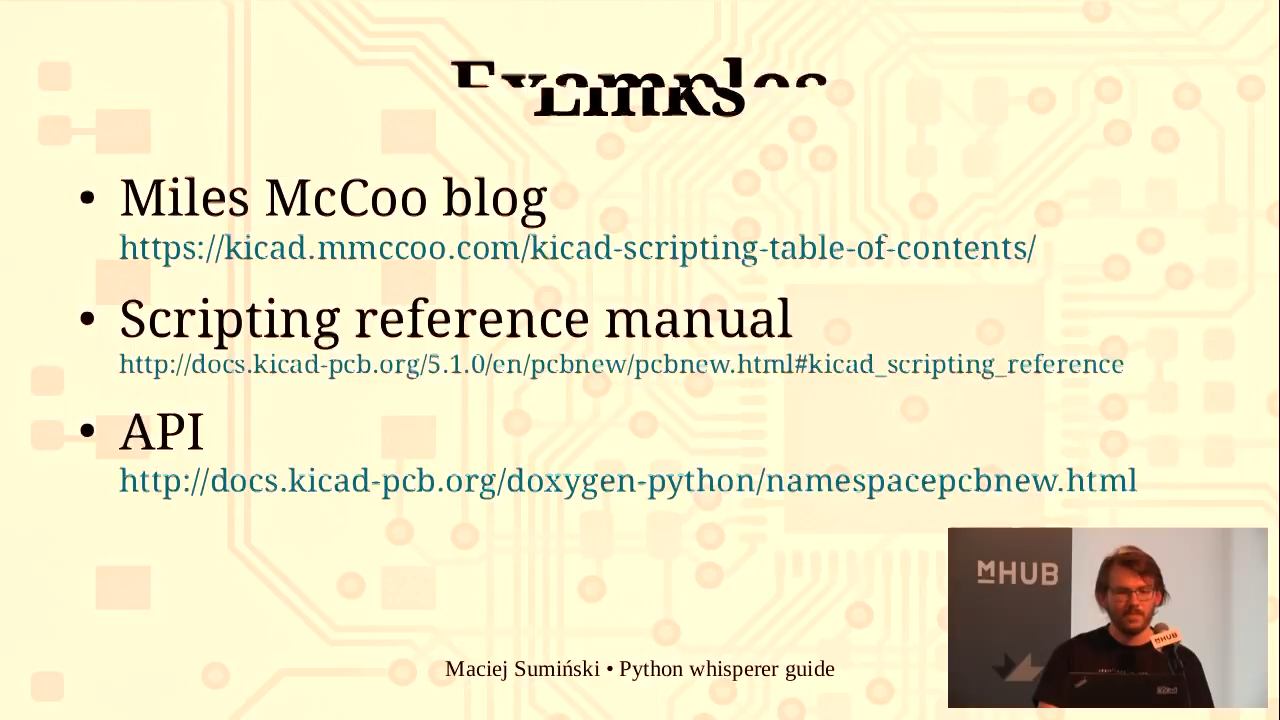 Examples
Links
• Miles McCoo blog
https://kicad.mmccoo.com/kicad-scripting-table-of-contents/
• Scripting reference manual
http://docs.kicad-pcb.org/5.1.0/en/pcbnew/pcbnew.html#kicad_scripting_reference
• API
http://docs.kicad-pcb.org/doxygen-python/namespacepcbnew.html
MHUB
MHUB
Maciej Sumiński • Python whisperer guide